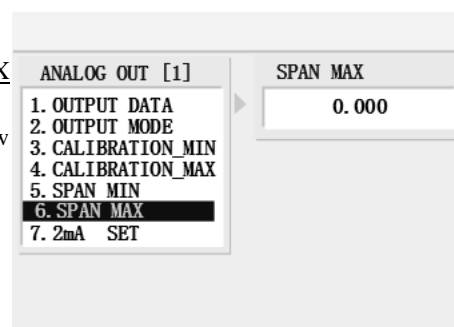 X
v
ANALOG OUT [1]
1. OUTPUT DATA
2. OUTPUT MODE
3. CALIBRATION_MIN
4. CALIBRATION_MAX
5. SPAN MIN
6. SPAN MAX
7. 2mA SET
SPAN MAX
0.000